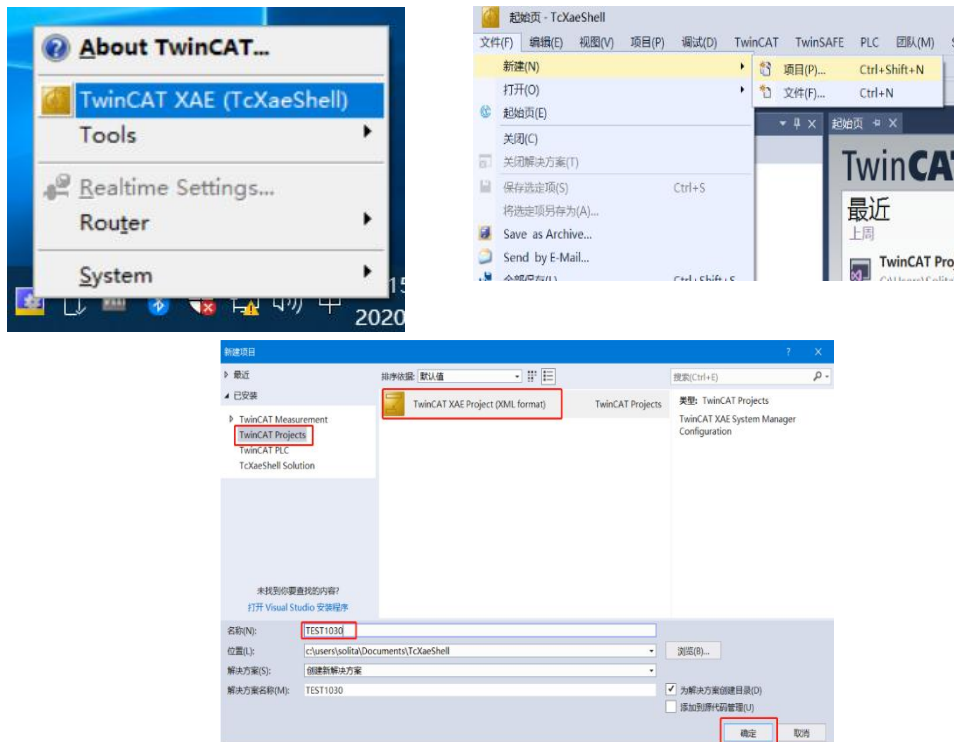 About TwinCAT...
TwinCAT XAE (TcXaeShell)
Tools
Realtime Settings...
Router
System
中
2020
起始页 - TcXaeShell
文件(F) 编辑(E) 视图(V) 项目(P) 调试(D) TwinCAT TwinSAFE PLC 团队(M)
新建(N)
项目(P)... Ctrl+Shift+N
打开(O)
文件(F)... Ctrl+N
起始页(E)
关闭(C)
起始页
关闭解决方案(T)
TwinCAT
保存选定项(S) Ctrl+S
最近
将选定项另存为(A)...
上周
Save as Archive...
Send by E-Mail...
TwinCAT Pro
全部保存(L) Ctrl+Shift+S
新建项目
最近
排序依据: 默认值
搜索(Ctrl+E)
已安装
TwinCAT XAE Project (XML format) TwinCAT Projects
类型: TwinCAT Projects
TwinCAT Measurement
TwinCAT XAE System Manager
TwinCAT Projects
Configuration
TwinCAT PLC
TcXaeShell Solution
未找到你要查找的内容?
打开 Visual Studio 安装程序
名称(N): TEST1030
位置(L): c:\users\solita\Documents\TcXaeShell 浏览(B)...
解决方案(S): 创建新解决方案
解决方案名称(M): TEST1030
为解决方案创建目录(D)
添加到源代码管理(U)
确定 取消